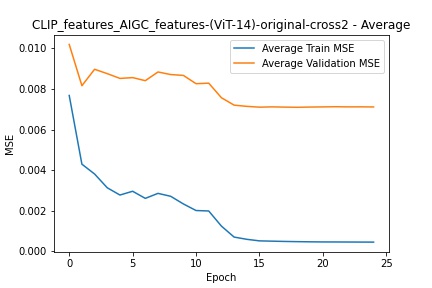 CLIP_features_AIGC_features-(ViT-14)-original-cross2 - Average
Average Train MSE
Average Validation MSE
MSE
0.010
0.008
0.006
0.004
0.002
0.000
0 5 10 15 20 25
Epoch